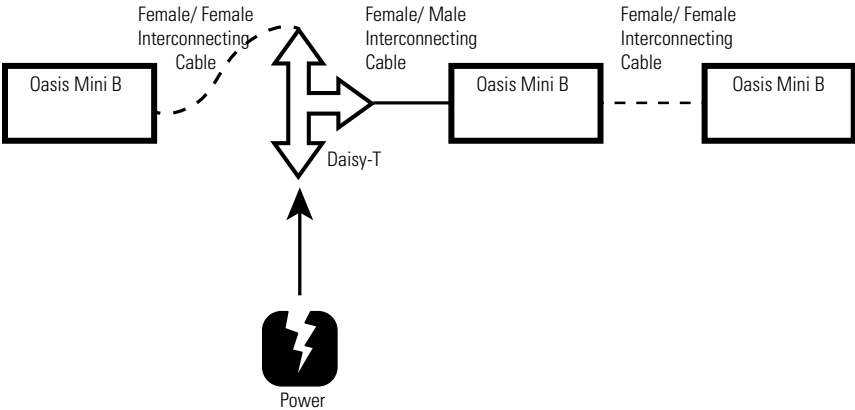 Female/ Female
Interconnecting
Cable
Female/ Male
Interconnecting
Cable
Female/ Female
Interconnecting
Cable
Oasis Mini B
Oasis Mini B
Oasis Mini B
Daisy-T
Power